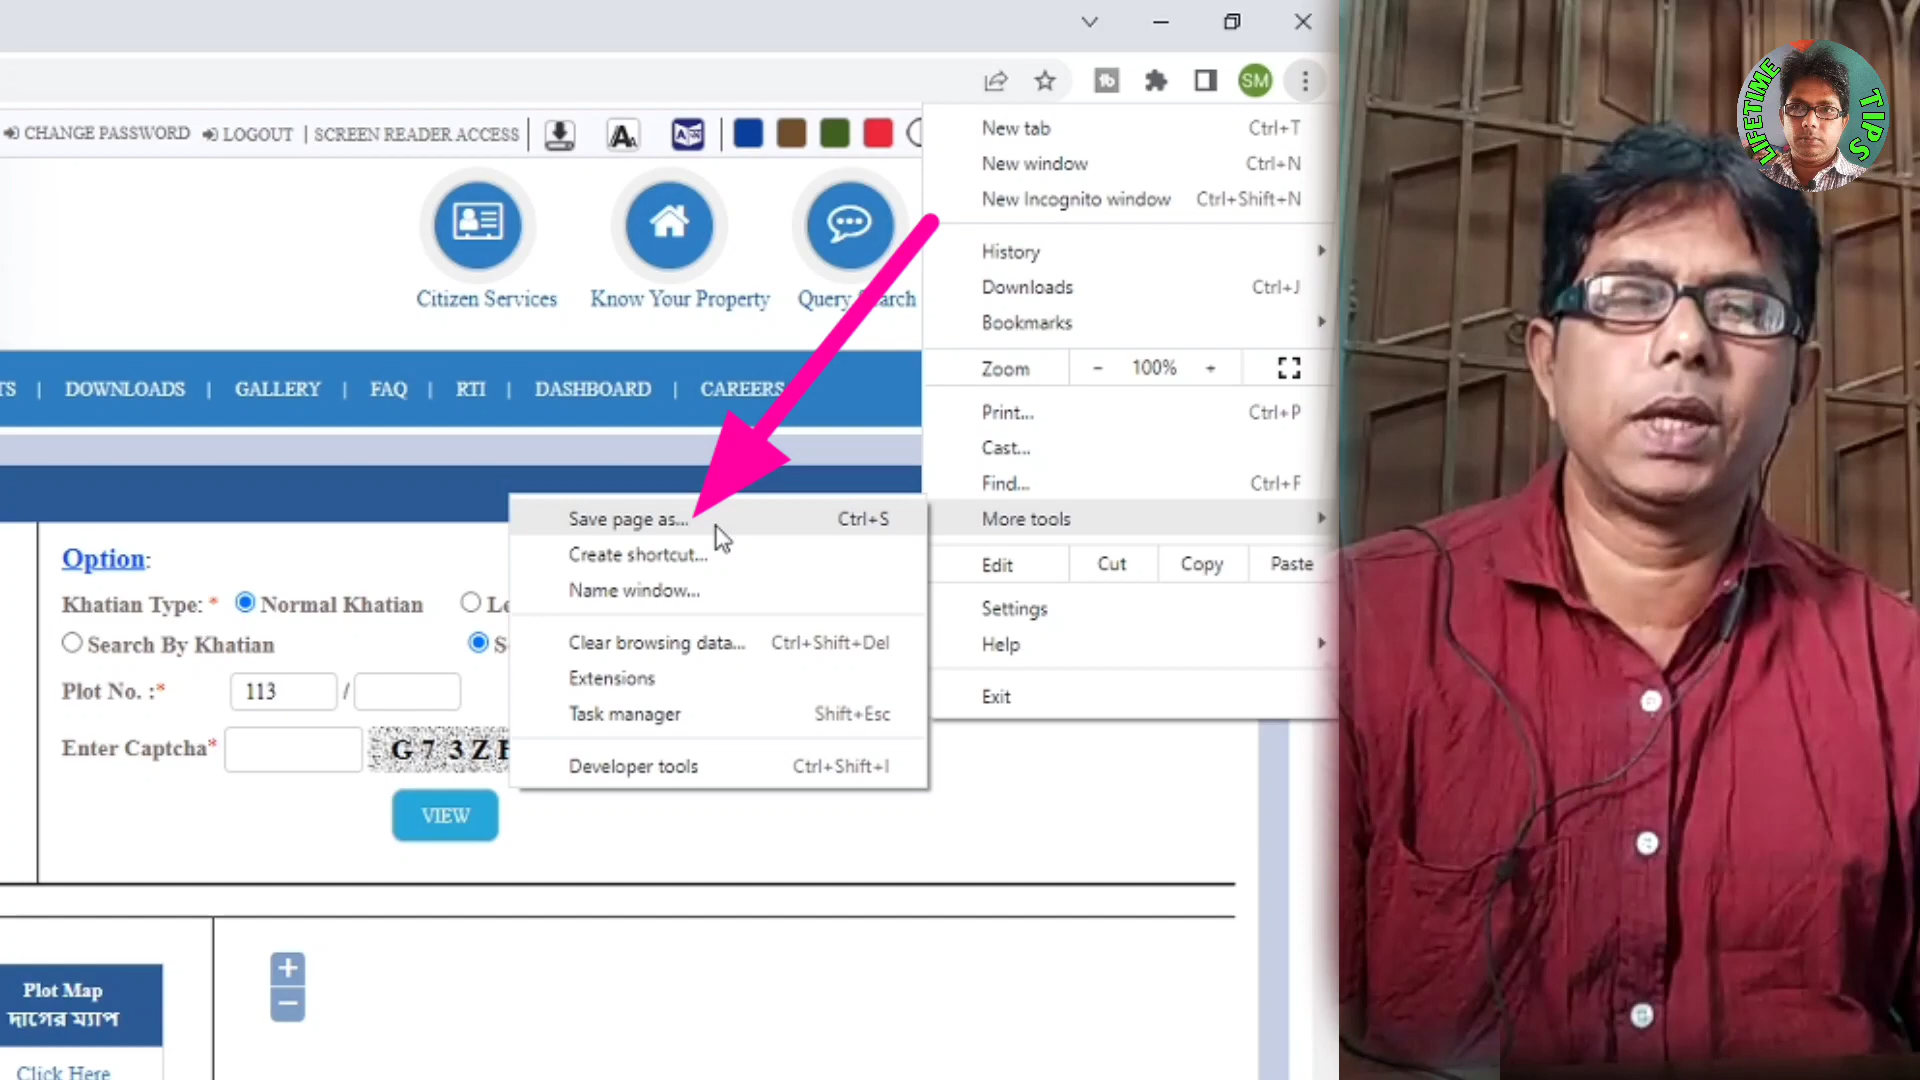 SM
LIFETIME TIPS
CHANGE PASSWORD LOGOUT | SCREEN READER ACCESS
Citizen Services
Know Your Property
Query
TS | DOWNLOADS | GALLERY | FAQ | RTI | DASHBOARD | CAREERS
New tab Ctrl+T
New window Ctrl+N
New Incognito window Ctrl+Shift+N
History
Downloads Ctrl+J
Bookmarks
Zoom - 100% +
Print... Ctrl+P
Cast...
Find... Ctrl+F
More tools
Edit Cut Copy Paste
Settings
Help
Exit
Save page as... Ctrl+S
Create shortcut...
Name window...
Clear browsing data... Ctrl+Shift+Del
Extensions
Task manager Shift+Esc
Developer tools Ctrl+Shift+I
Option:
Khatian Type: * Normal Khatian Le
Search By Khatian S
Plot No. :* 113 /
Enter Captcha* G73Z
VIEW
Plot Map
দাগের ম্যাপ
Click Here